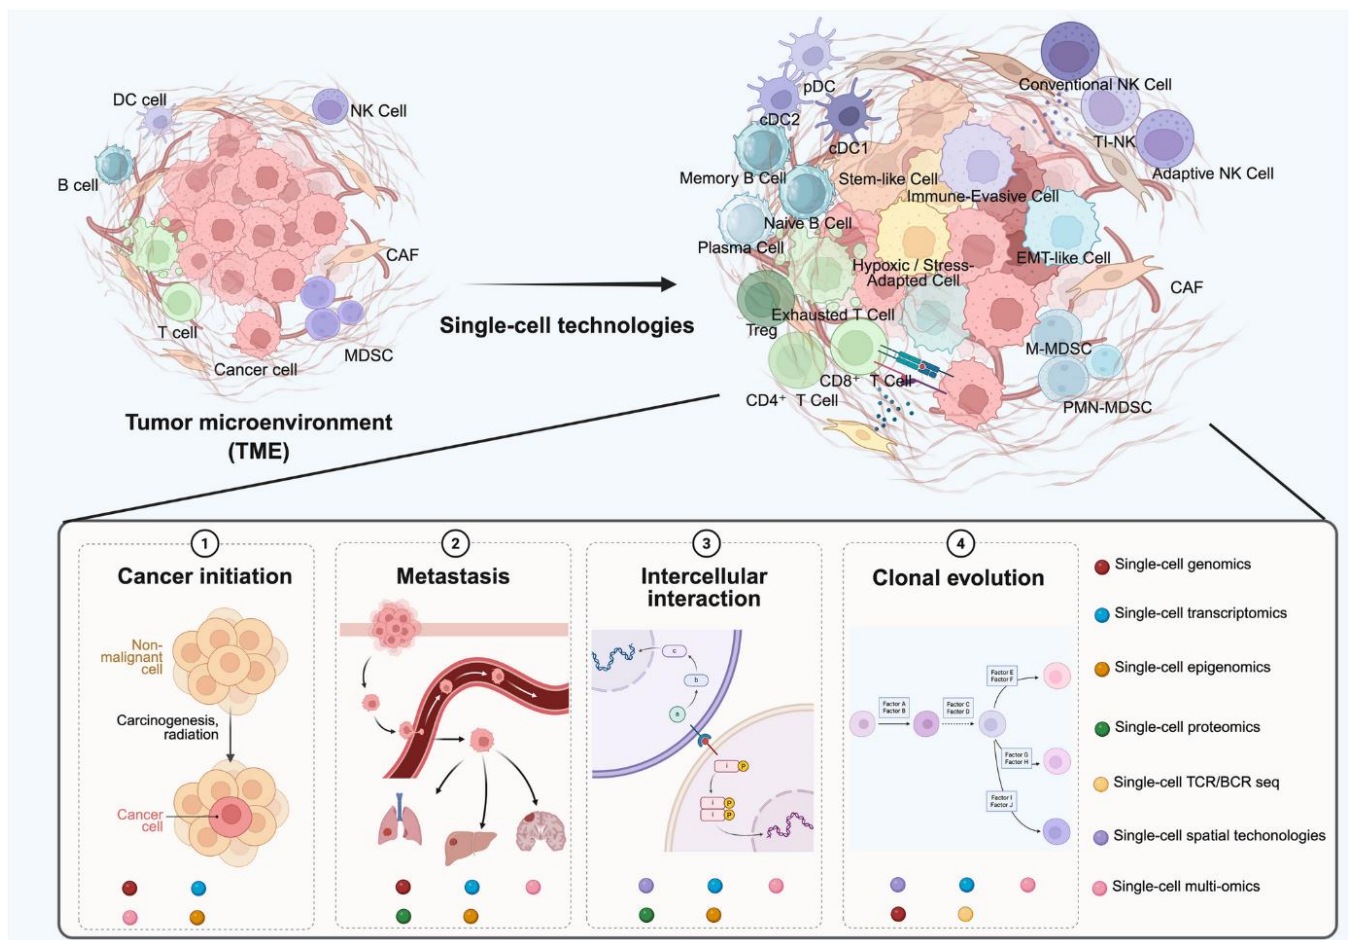 DC cell
NK Cell
B cell
CAF
T cell
MDSC
Cancer cell
Tumor microenvironment
(TME)
Single-cell technologies
pDC
Conventional NK Cell
cDC2
cDC1
TI-NK
Memory B Cell
Stem-like Cell
Adaptive NK Cell
Immune-Evasive Cell
Naive B Cell
Plasma Cell
EMT-like Cell
Hypoxic / Stress-
Adapted Cell
CAF
Exhausted T Cell
Treg
M-MDSC
CD8+ T Cell
CD4+ T Cell
PMN-MDSC
1
Cancer initiation
Non-
malignant
cell
Carcinogenesis,
radiation
Cancer
cell
2
Metastasis
3
Intercellular
interaction
c
b
a
i P
i P
i P
4
Clonal evolution
Factor A
Factor B
Factor C
Factor D
Factor E
Factor F
Factor G
Factor H
Factor I
Factor J
Single-cell genomics
Single-cell transcriptomics
Single-cell epigenomics
Single-cell proteomics
Single-cell TCR/BCR seq
Single-cell spatial techonologies
Single-cell multi-omics